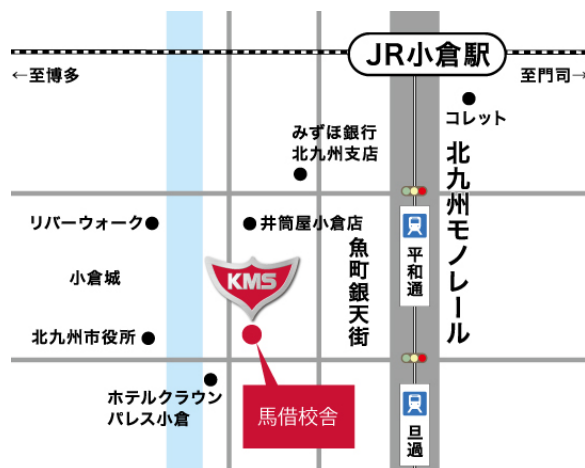 JR小倉駅
←至博多
至門司→
コレット
みずほ銀行
北九州支店
北九州モノレール
リバーウォーク
井筒屋小倉店
平和通
魚町銀天街
小倉城
KMS
北九州市役所
ホテルクラウン
パレス小倉
馬借校舎
旦過